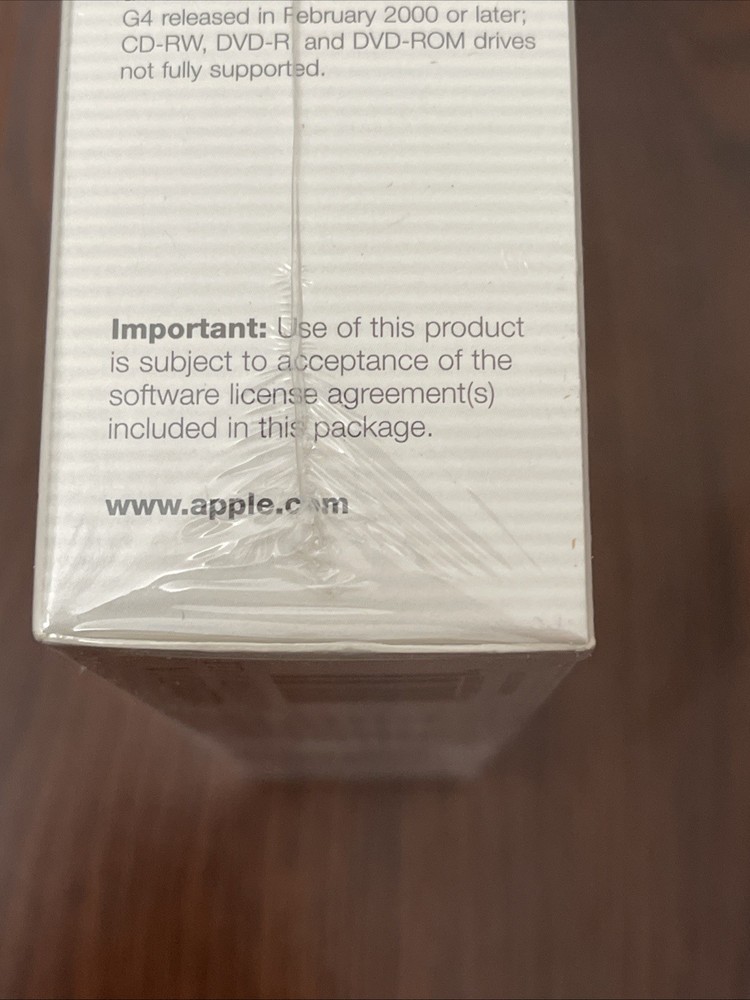 G4 released in February 2000 or later;
CD-RW, DVD-R and DVD-ROM drives
not fully supported.
Important: Use of this product
is subject to acceptance of the
software license agreement(s)
included in this package.
www.apple.com